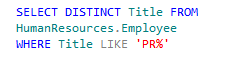 SELECT DISTINCT Title FROM
HumanResources.Employee
WHERE Title LIKE 'PR%'